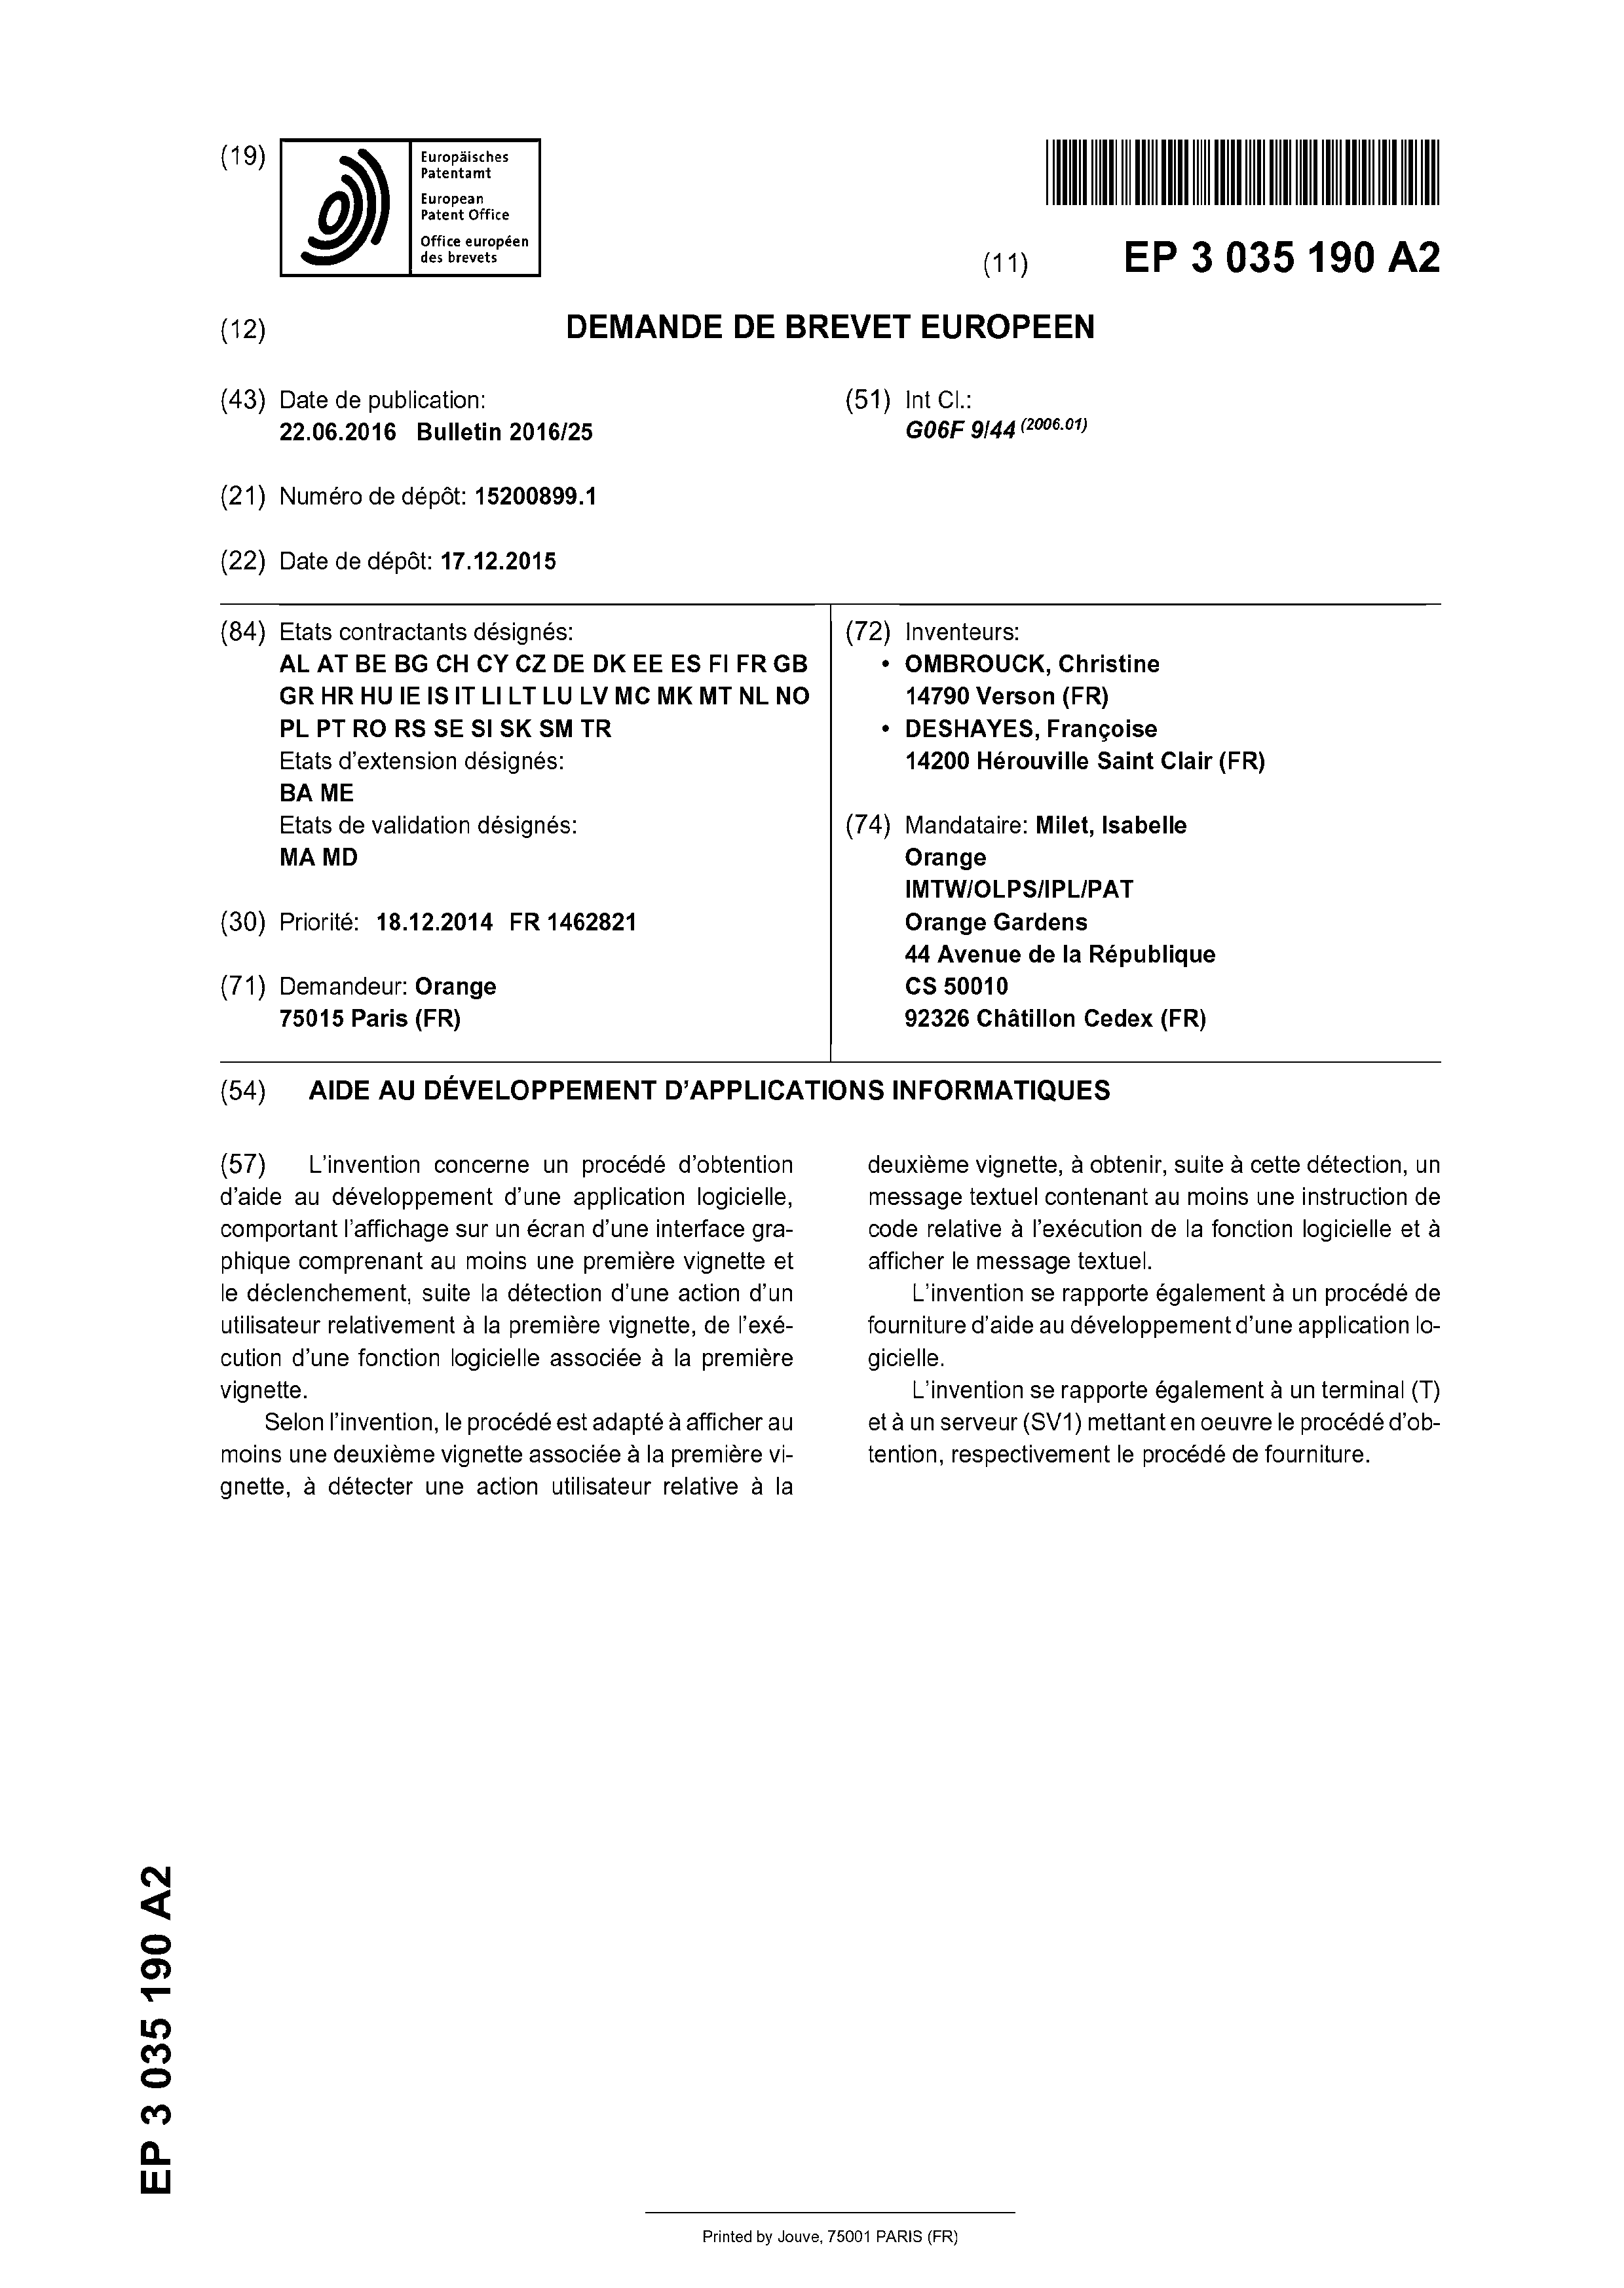 (19)
Europäisches
Patentamt
European
Patent Office
Office européen
des brevets
(11) EP 3 035 190 A2
(12) DEMANDE DE BREVET EUROPEEN
(43) Date de publication:
22.06.2016 Bulletin 2016/25
(51) Int Cl.:
G06F 9/44 (2006.01)
(21) Numéro de dépôt: 15200899.1
(22) Date de dépôt: 17.12.2015
(84) Etats contractants désignés:
AL AT BE BG CH CY CZ DE DK EE ES FI FR GB
GR HR HU IE IS IT LI LT LU LV MC MK MT NL NO
PL PT RO RS SE SI SK SM TR
Etats d'extension désignés:
BA ME
Etats de validation désignés:
MA MD
(30) Priorité: 18.12.2014 FR 1462821
(71) Demandeur: Orange
75015 Paris (FR)
(72) Inventeurs:
• OMBROUCK, Christine
14790 Verson (FR)
• DESHAYES, Françoise
14200 Hérouville Saint Clair (FR)
(74) Mandataire: Milet, Isabelle
Orange
IMTW/OLPS/IPL/PAT
Orange Gardens
44 Avenue de la République
CS 50010
92326 Châtillon Cedex (FR)
(54) AIDE AU DÉVELOPPEMENT D'APPLICATIONS INFORMATIQUES
(57) L'invention concerne un procédé d'obtention
d'aide au développement d'une application logicielle,
comportant l'affichage sur un écran d'une interface gra-
phique comprenant au moins une première vignette et
le déclenchement, suite la détection d'une action d'un
utilisateur relativement à la première vignette, de l'exé-
cution d'une fonction logicielle associée à la première
vignette.
Selon l'invention, le procédé est adapté à afficher au
moins une deuxième vignette associée à la première vi-
gnette, à détecter une action utilisateur relative à la
deuxième vignette, à obtenir, suite à cette détection, un
message textuel contenant au moins une instruction de
code relative à l'exécution de la fonction logicielle et à
afficher le message textuel.
L'invention se rapporte également à un procédé de
fourniture d'aide au développement d'une application lo-
gicielle.
L'invention se rapporte également à un terminal (T)
et à un serveur (SV1) mettant en oeuvre le procédé d'ob-
tention, respectivement le procédé de fourniture.
EP 3 035 190 A2
Printed by Jouve, 75001 PARIS (FR)